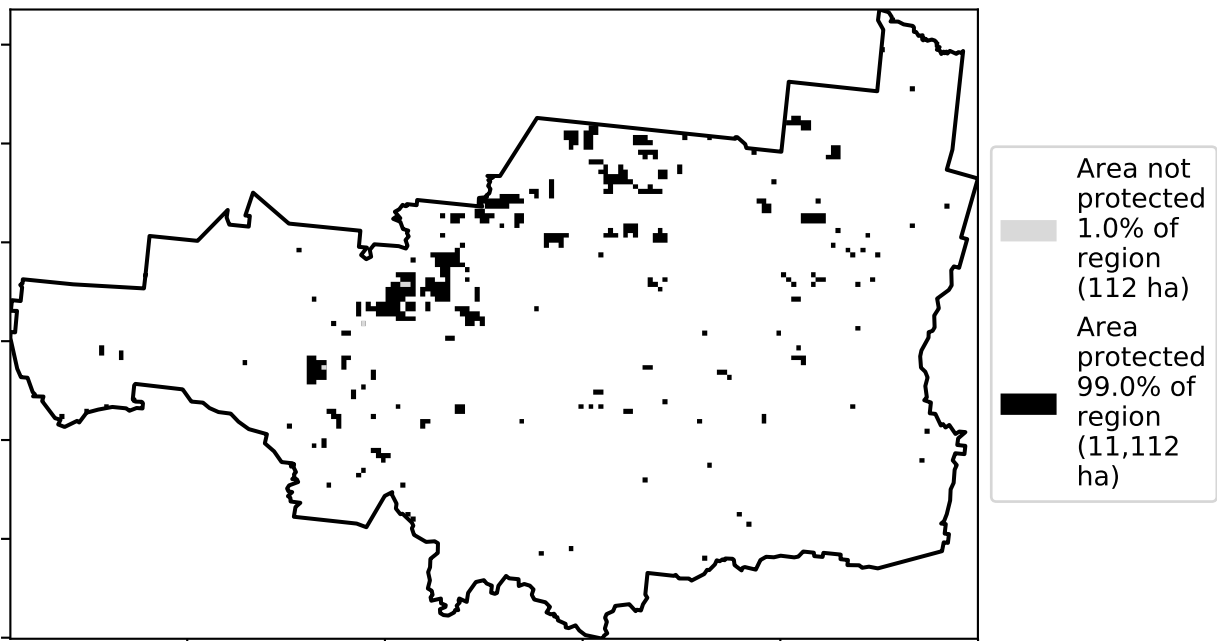 Area not
protected
1.0% of
region
(112 ha)
Area
protected
99.0% of
region
(11,112
ha)